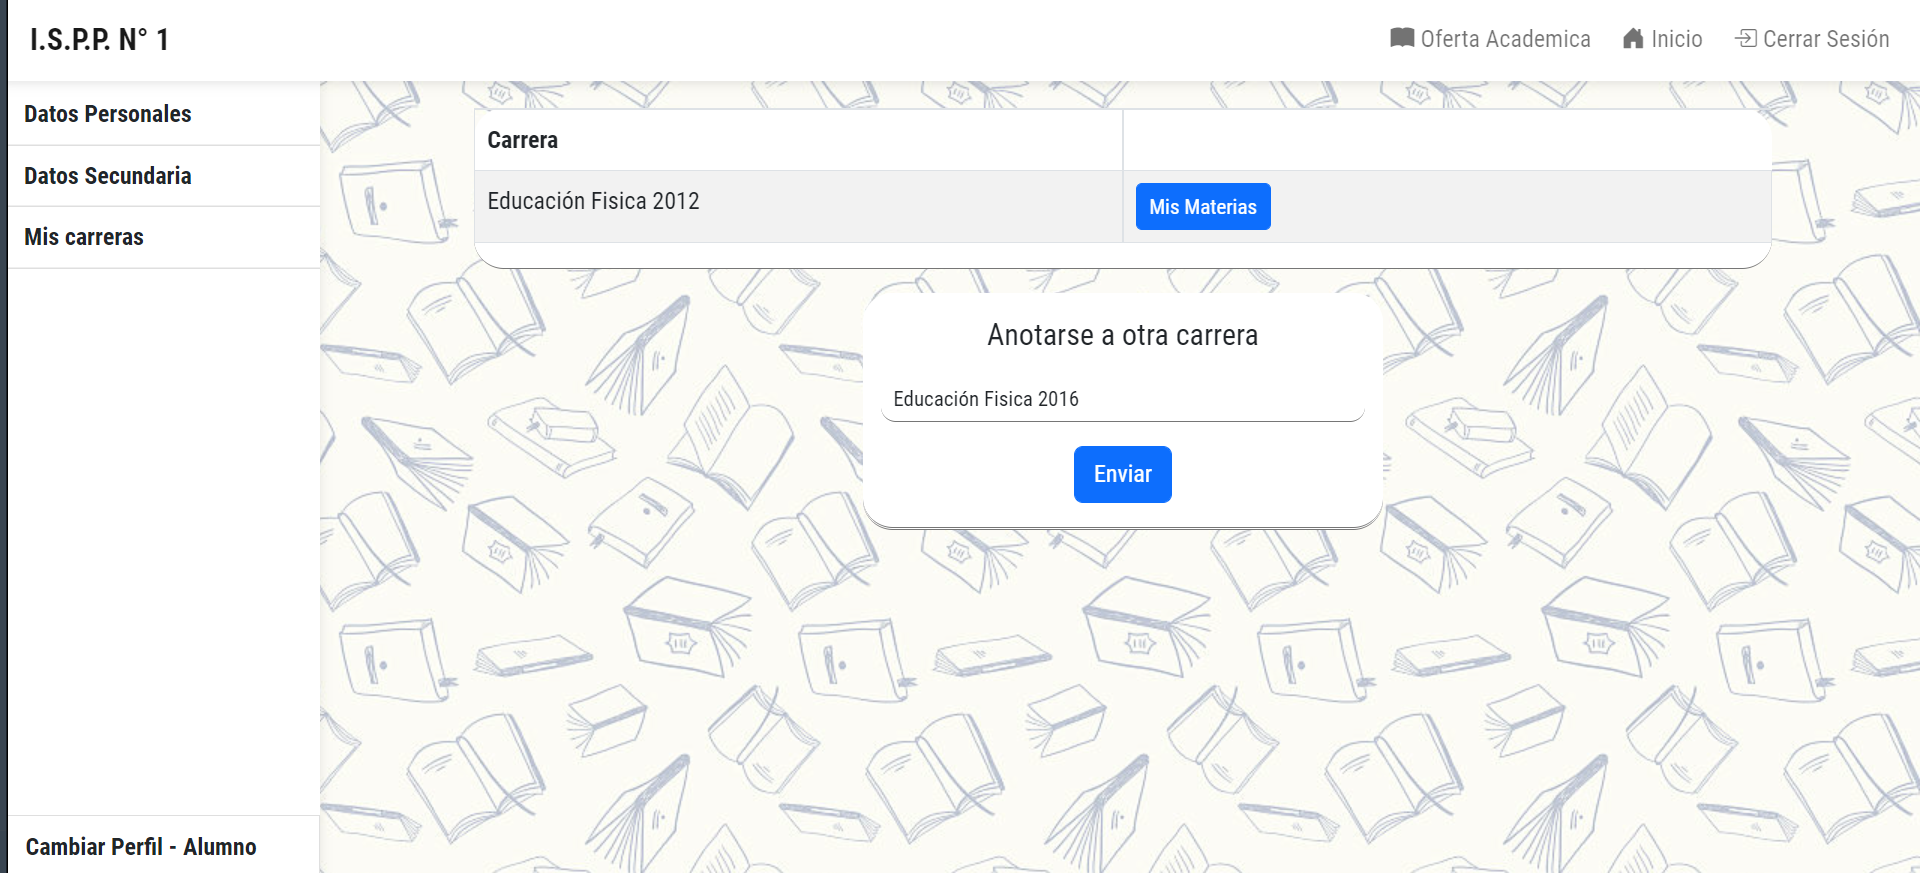 I.S.P.P. N° 1
Oferta Academica
Inicio
Cerrar Sesión
Datos Personales
Datos Secundaria
Mis carreras
Carrera
Educación Fisica 2012
Mis Materias
Anotarse a otra carrera
Educación Fisica 2016
Enviar
Cambiar Perfil - Alumno